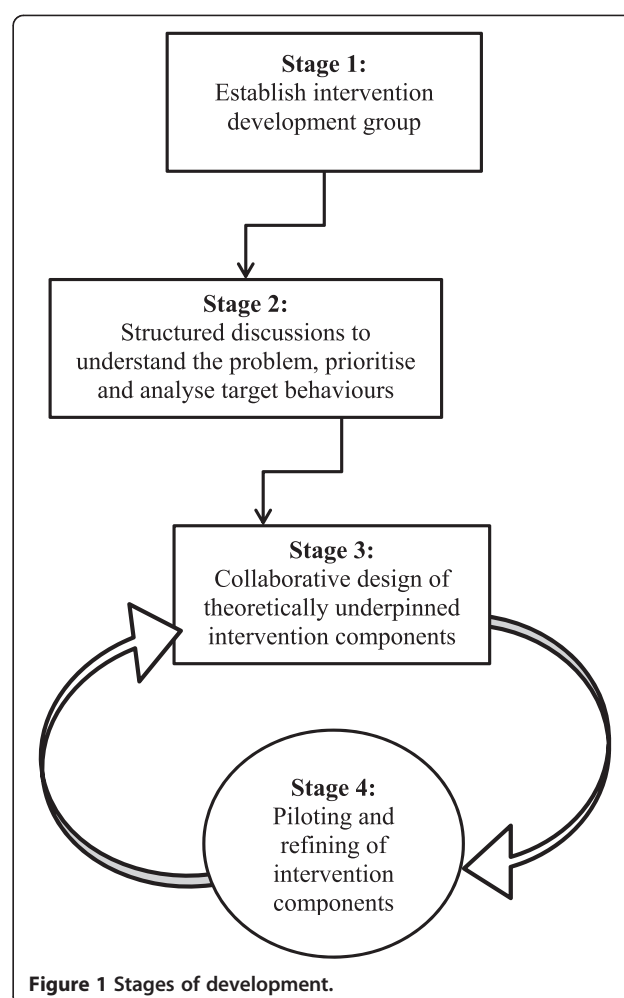 Stage 1:
Establish intervention
development group
Stage 2:
Structured discussions to
understand the problem, prioritise
and analyse target behaviours
Stage 3:
Collaborative design of
theoretically underpinned
intervention components
Stage 4:
Piloting and
refining of
intervention
components
Figure 1 Stages of development.